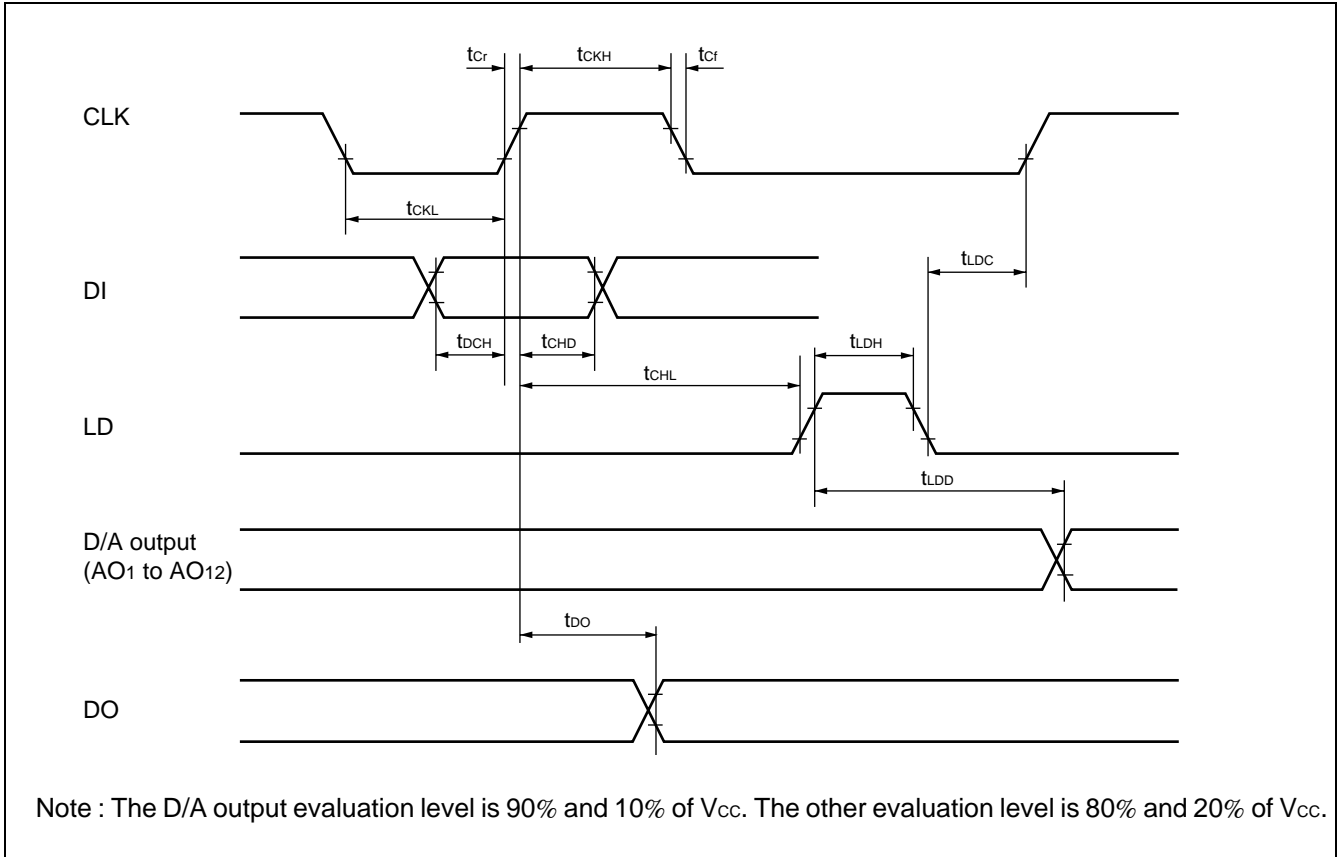 tCr
tCKH
tCf
CLK
tCKL
tLDC
DI
tDCH
tCHD
tLDH
tCHL
LD
tLDD
D/A output
(AO1 to AO12)
tDO
DO
Note : The D/A output evaluation level is 90% and 10% of VCC. The other evaluation level is 80% and 20% of VCC.